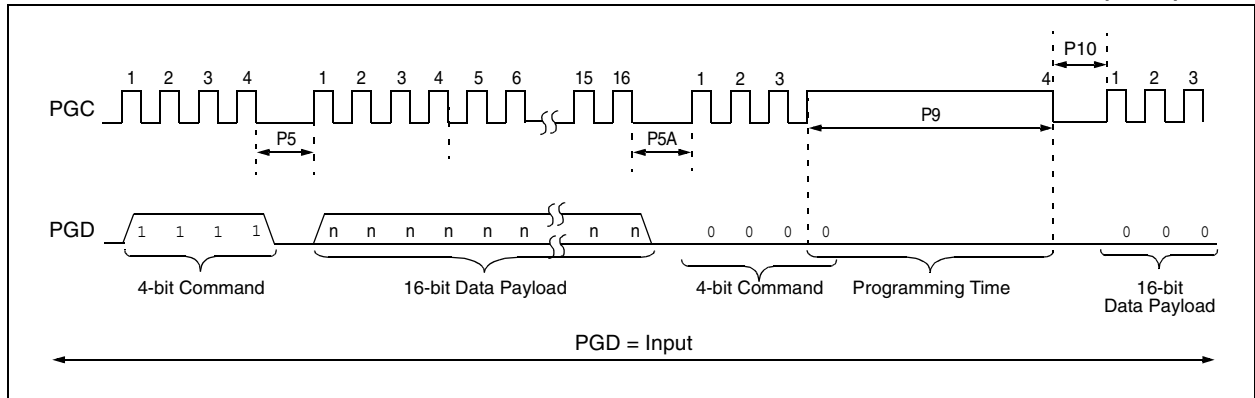 P10
1 2 3 4 1 2 3 4 5 6 15 16 1 2 3 4 1 2 3
PGC
P5
P5A
P9
PGD
1 1 1 1 n n n n n n n n 0 0 0 0 0 0 0
4-bit Command
16-bit Data Payload
4-bit Command
Programming Time
16-bit
Data Payload
PGD = Input